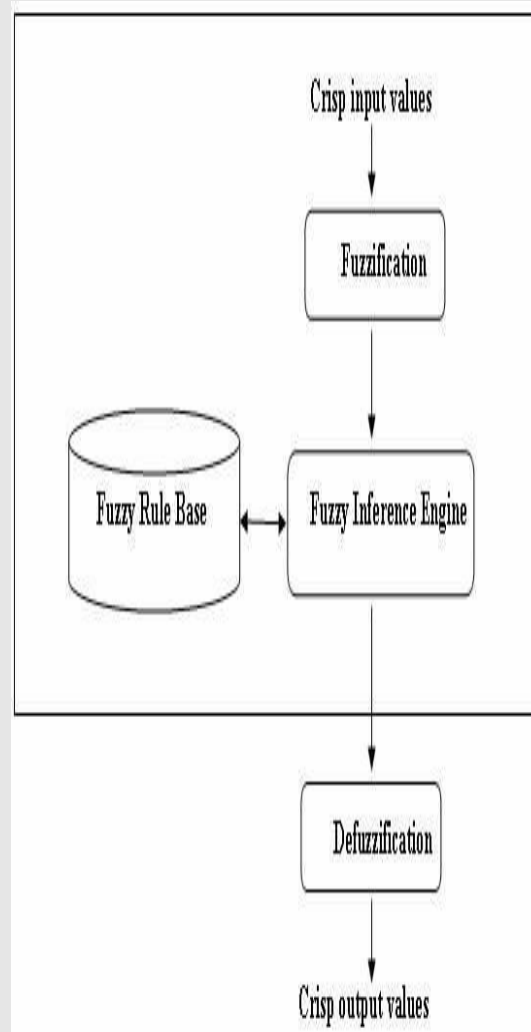 Crisp input values
Fuzzification
Fuzzy Rule Base
Fuzzy Inference Engine
Defuzzification
Crisp output values